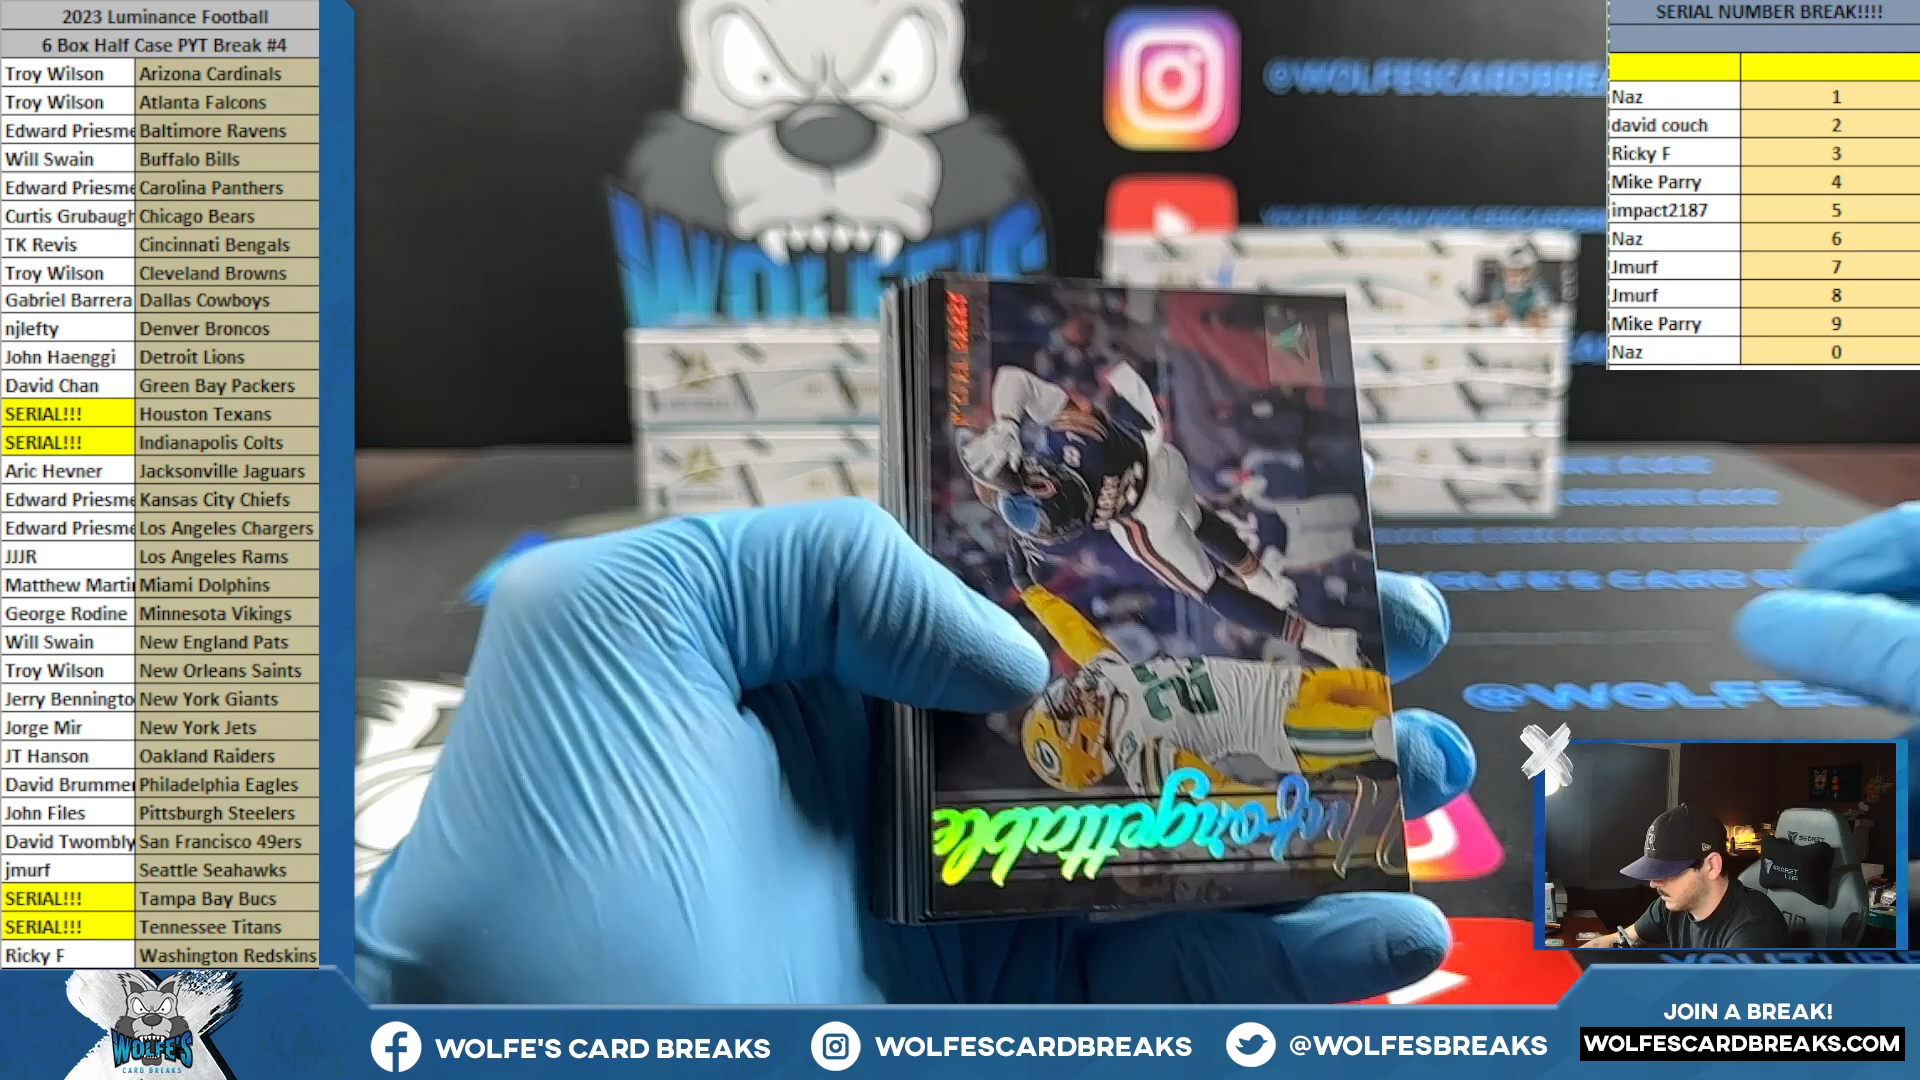 2023 Luminance Football
6 Box Half Case PYT Break #4
Troy Wilson Arizona Cardinals
Troy Wilson Atlanta Falcons
Edward Priesme Baltimore Ravens
Will Swain Buffalo Bills
Edward Priesme Carolina Panthers
Curtis Grubaugh Chicago Bears
TK Revis Cincinnati Bengals
Troy Wilson Cleveland Browns
Gabriel Barrera Dallas Cowboys
njlefty Denver Broncos
John Haenggi Detroit Lions
David Chan Green Bay Packers
SERIAL!!! Houston Texans
SERIAL!!! Indianapolis Colts
Aric Hevner Jacksonville Jaguars
Edward Priesme Kansas City Chiefs
Edward Priesme Los Angeles Chargers
JJJR Los Angeles Rams
Matthew Marti Miami Dolphins
George Rodine Minnesota Vikings
Will Swain New England Pats
Troy Wilson New Orleans Saints
Jerry Benningto New York Giants
Jorge Mir New York Jets
JT Hanson Oakland Raiders
David Brummer Philadelphia Eagles
John Files Pittsburgh Steelers
David Twombly San Francisco 49ers
jmurf Seattle Seahawks
SERIAL!!! Tampa Bay Bucs
SERIAL!!! Tennessee Titans
Ricky F Washington Redskins
SERIAL NUMBER BREAK!!!!
Naz 1
david couch 2
Ricky F 3
Mike Parry 4
impact2187 5
Naz 6
Jmurf 7
Jmurf 8
Mike Parry 9
Naz 0
@WOLFESCARDBREA
WOLFE'S
Unforgettable
@WOLFE
WOLFE'S
CARD BREAKS
WOLFE'S CARD BREAKS
WOLFESCARDBREAKS
@WOLFESBREAKS
JOIN A BREAK!
WOLFESCARDBREAKS.COM